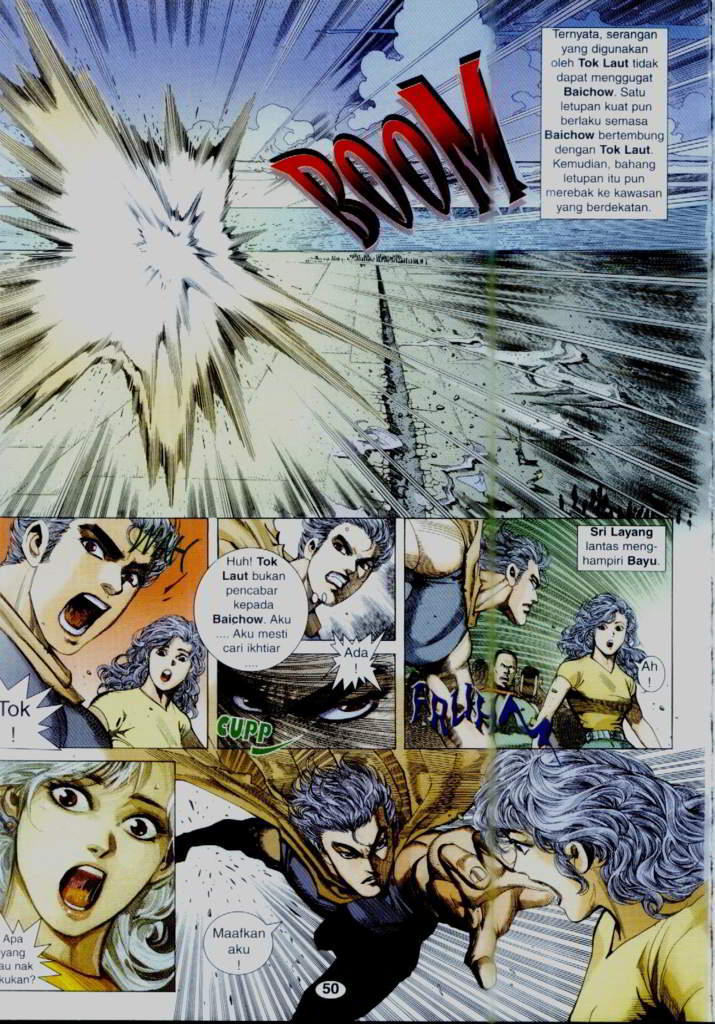 Ternyata, serangan
yang digunakan
oleh Tok Laut tidak
dapat menggugat
Baichow. Satu
letupan kuat pun
berlaku semasa
Baichow bertembung
dengan Tok Laut.
Kemudian, bahang
letupan itu pun
merebak ke kawasan
yang berdekatan.
BOOM
Tok
!
Huh! Tok
Laut bukan
pencabar
kepada
Baichow. Aku
.... Aku mesti
cari ikhtiar
....
Ada
!
CUPP
Sri Layang
lantas meng-
hampiri Bayu.
Ah
!
Apa
yang
au nak
kukan?
Maafkan
aku
!
50